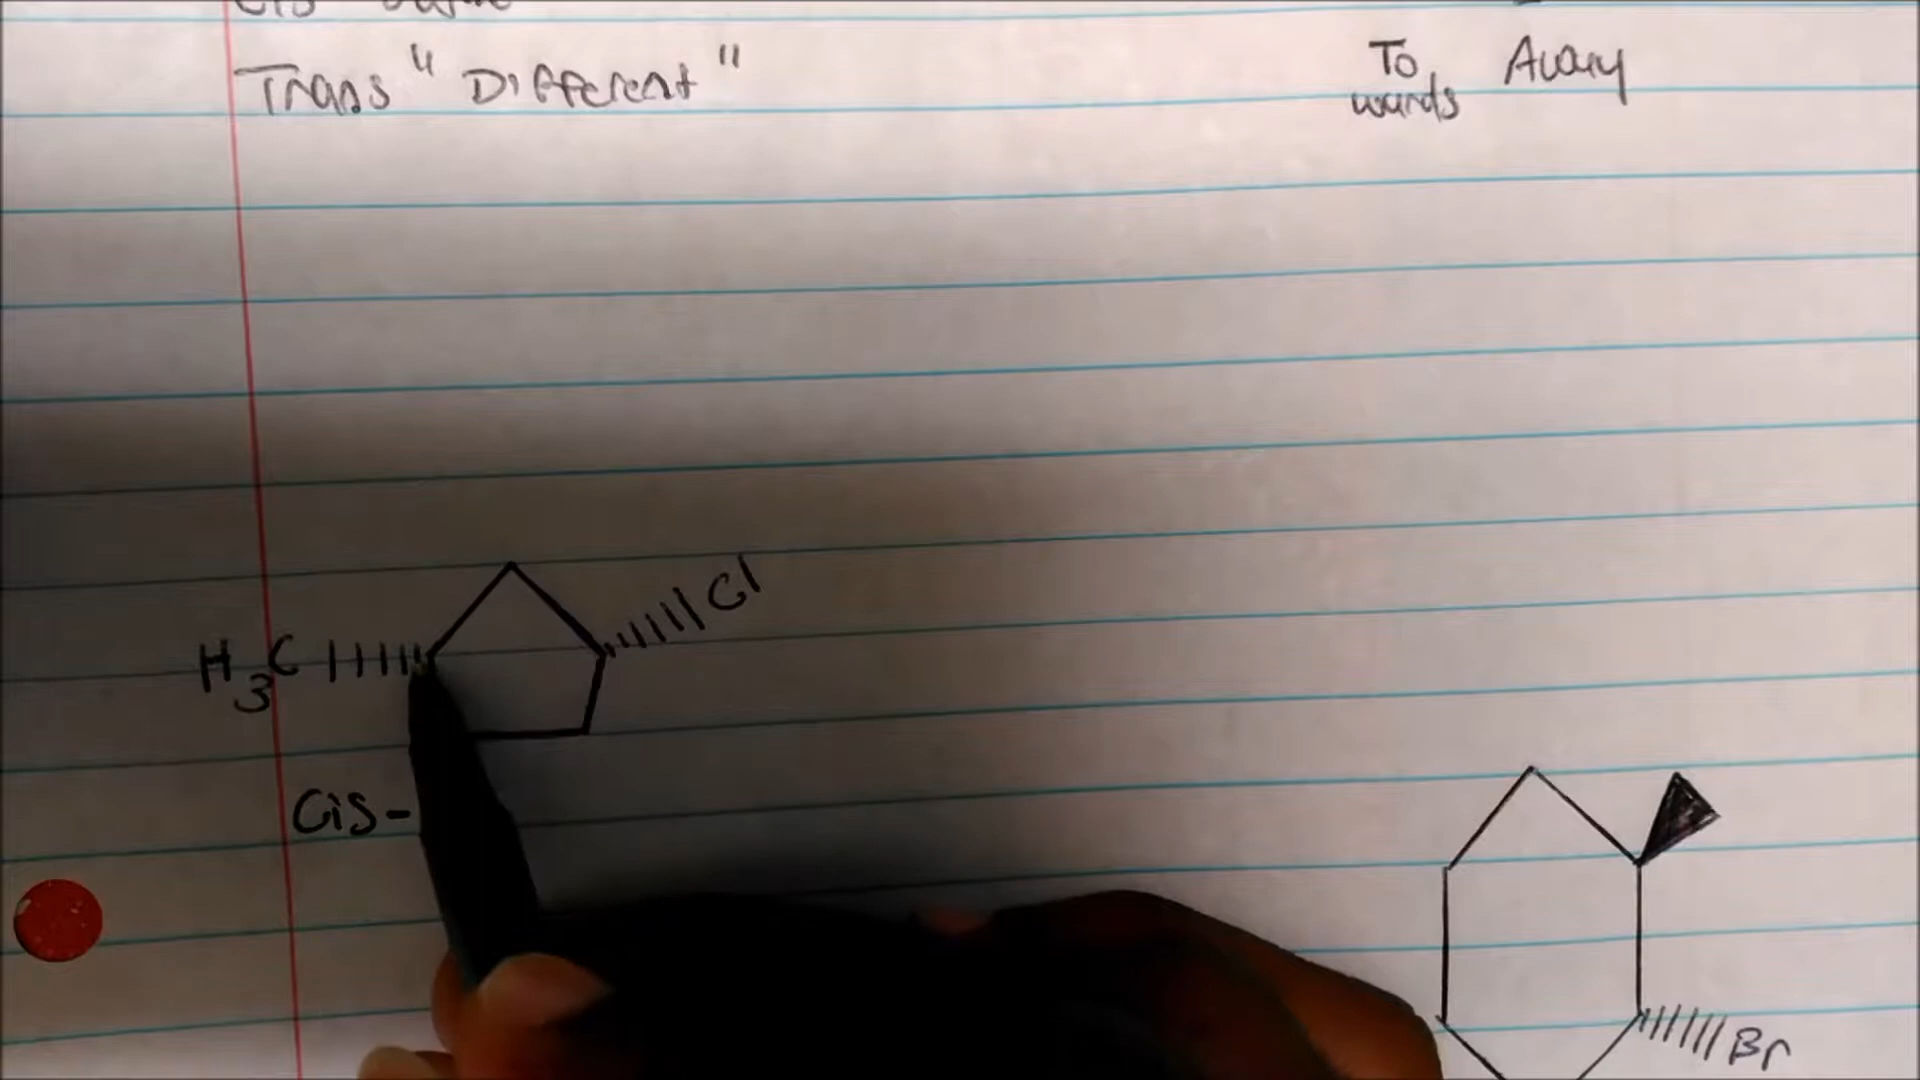 Trans "Different"
To Away
wards
H3C Cl
Cis-
Br